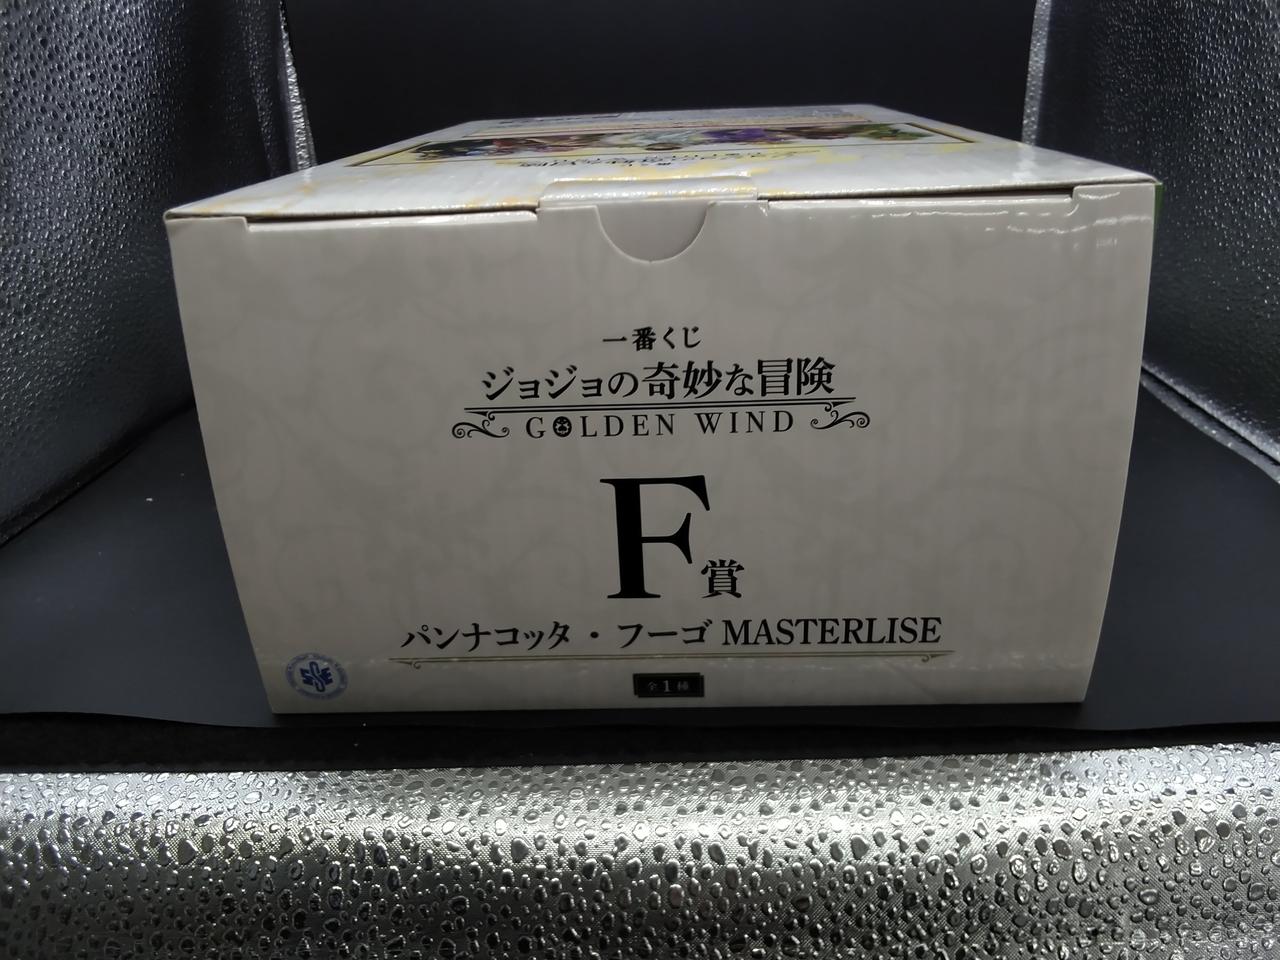 一番くじ
ジョジョの奇妙な冒険
GOLDEN WIND
F賞
パンナコッタ・フーゴ MASTERLISE
全1種